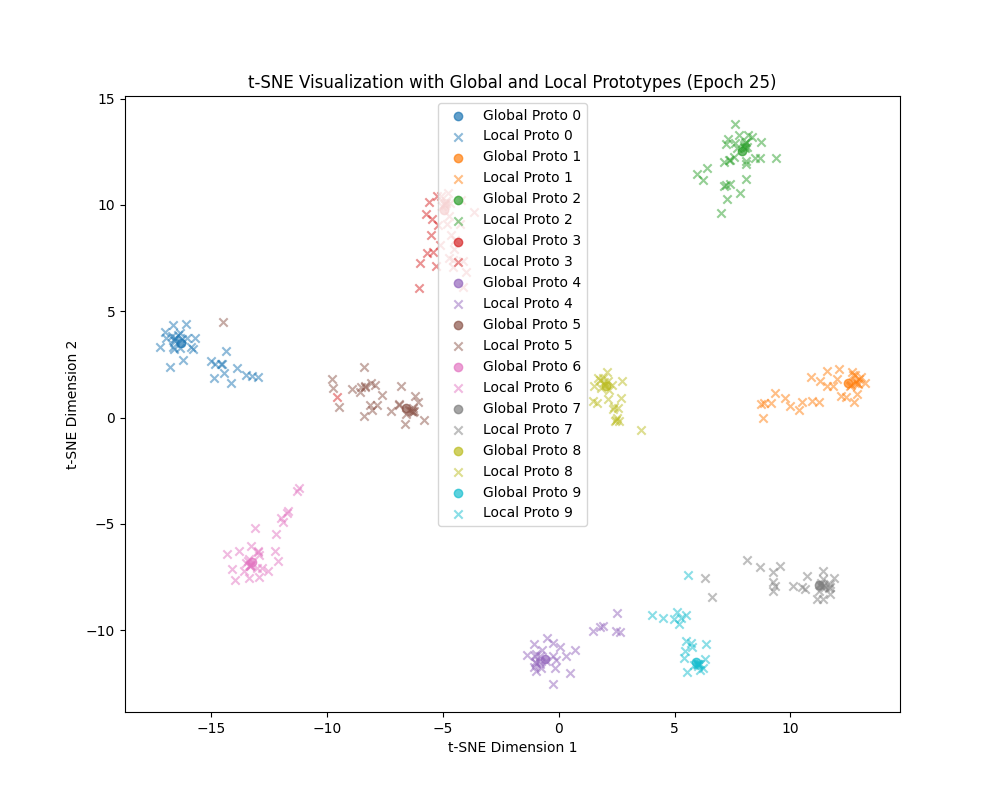 t-SNE Visualization with Global and Local Prototypes (Epoch 25)
15
10
5
0
−5
−10
t-SNE Dimension 2
Global Proto 0
Local Proto 0
Global Proto 1
Local Proto 1
Global Proto 2
Local Proto 2
Global Proto 3
Local Proto 3
Global Proto 4
Local Proto 4
Global Proto 5
Local Proto 5
Global Proto 6
Local Proto 6
Global Proto 7
Local Proto 7
Global Proto 8
Local Proto 8
Global Proto 9
Local Proto 9
−15 −10 −5 0 5 10
t-SNE Dimension 1